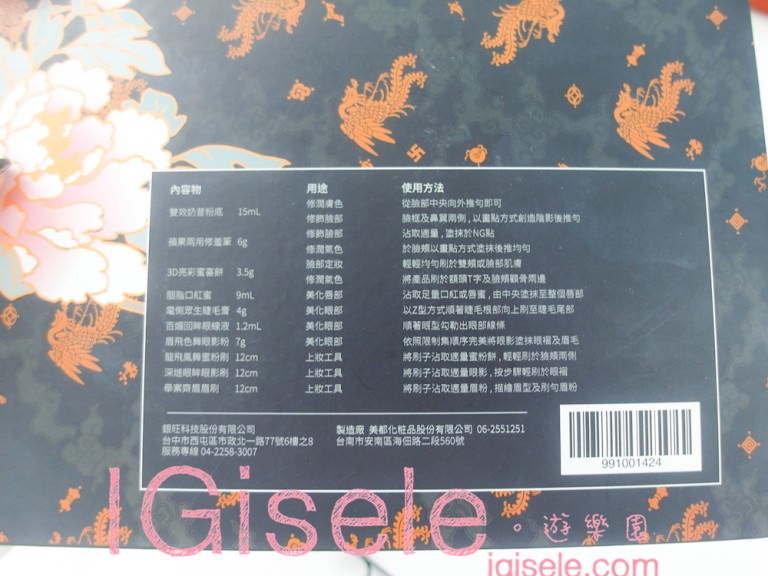 內容物 用途 使用方法
修潤膚色 從臉部中央向外推勻即可
雙效奶昔粉底 15mL
修飾臉部 臉框及鼻翼兩側，以畫點方式創造陰影後推勻
修飾臉部 沾取適量，塗抹於NG點
蘋果兩用修羞筆 6g
修潤氣色 於臉頰以畫點方式塗抹後推均勻
臉部定妝 輕輕均勻刷於雙頰或臉部肌膚
3D亮彩蜜喜餅 3.5g
修潤氣色 將產品刷於額頭T字及臉頰顴骨兩邊
胭脂口紅蜜 9mL 美化唇部 沾取足量口紅或唇蜜，由中央塗抹至整個唇部
電倒眾生睫毛膏 4g 美化眼部 以Z型方式順著睫毛根部向上刷至睫毛尾部
百媚回眸眼線液 1.2mL 美化眼部 順著眼型勾勒出眼部線條
眉飛色舞眼影粉 7g 美化眼部 依照限制集順序完美將眼影塗抹眼褶及眉毛
龍飛鳳舞蜜粉刷 12cm 上妝工具 將刷子沾取適量蜜粉餅，輕輕刷於臉頰兩側
深邃眼眸眼影刷 12cm 上妝工具 將刷子沾取適量眼影，按步驟輕刷於眼褶
舉案齊眉眉刷 12cm 上妝工具 將刷子沾取適量眉粉，描繪眉型及刷勻眉粉
銀旺科技股份有限公司 製造廠 美都化粧品股份有限公司 06-2551251
台中市西屯區市政北一路77號6樓之8 台南市安南區海佃路二段560號
服務專線 04-2258-3007
991001424
IGisele。遊樂園
igisele.com